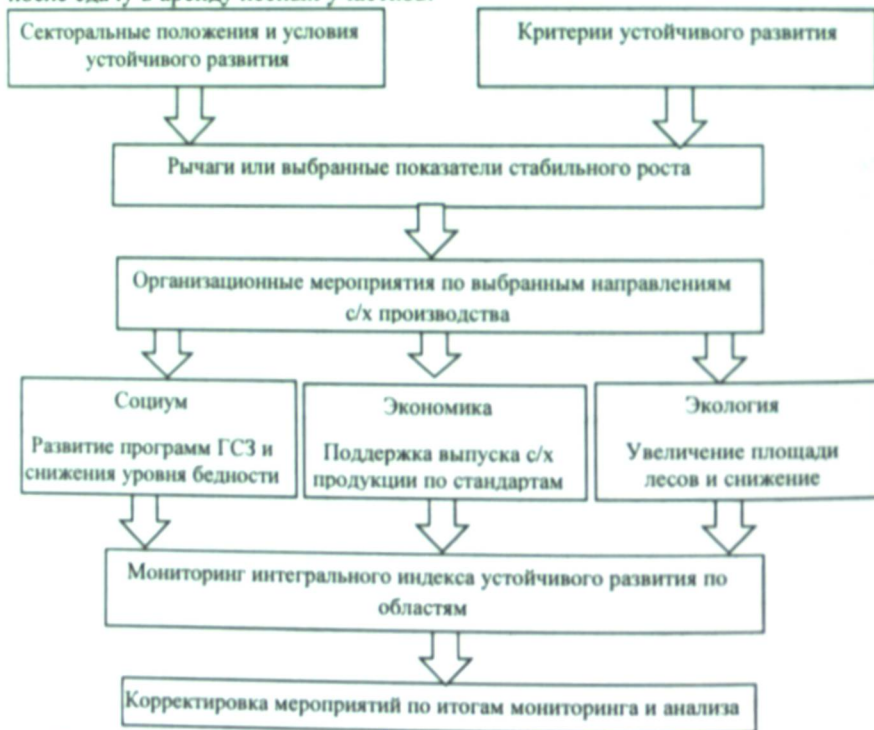 Секторальные положения и условия
устойчивого развития
Критерии устойчивого развития
Рычаги или выбранные показатели стабильного роста
Организационные мероприятия по выбранным направлениям
с/х производства
Социум
Развитие программ ГСЗ и
снижения уровня бедности
Экономика
Поддержка выпуска с/х
продукции по стандартам
Экология
Увеличение площади
лесов и снижение
Мониторинг интегрального индекса устойчивого развития по
областям
Корректировка мероприятий по итогам мониторинга и анализа